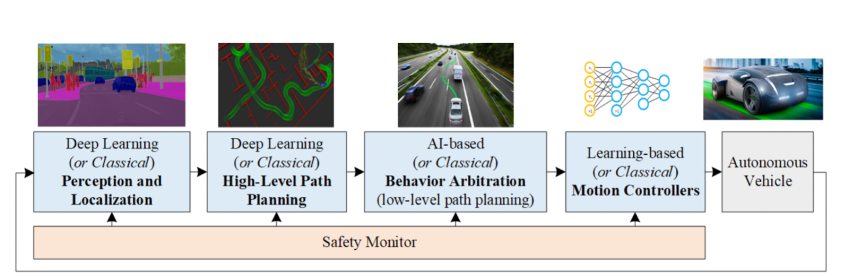 Deep Learning
(or Classical)
Perception and
Localization
Deep Learning
(or Classical)
High-Level Path
Planning
AI-based
(or Classical)
Behavior Arbitration
(low-level path planning)
Learning-based
(or Classical)
Motion Controllers
Autonomous
Vehicle
Safety Monitor